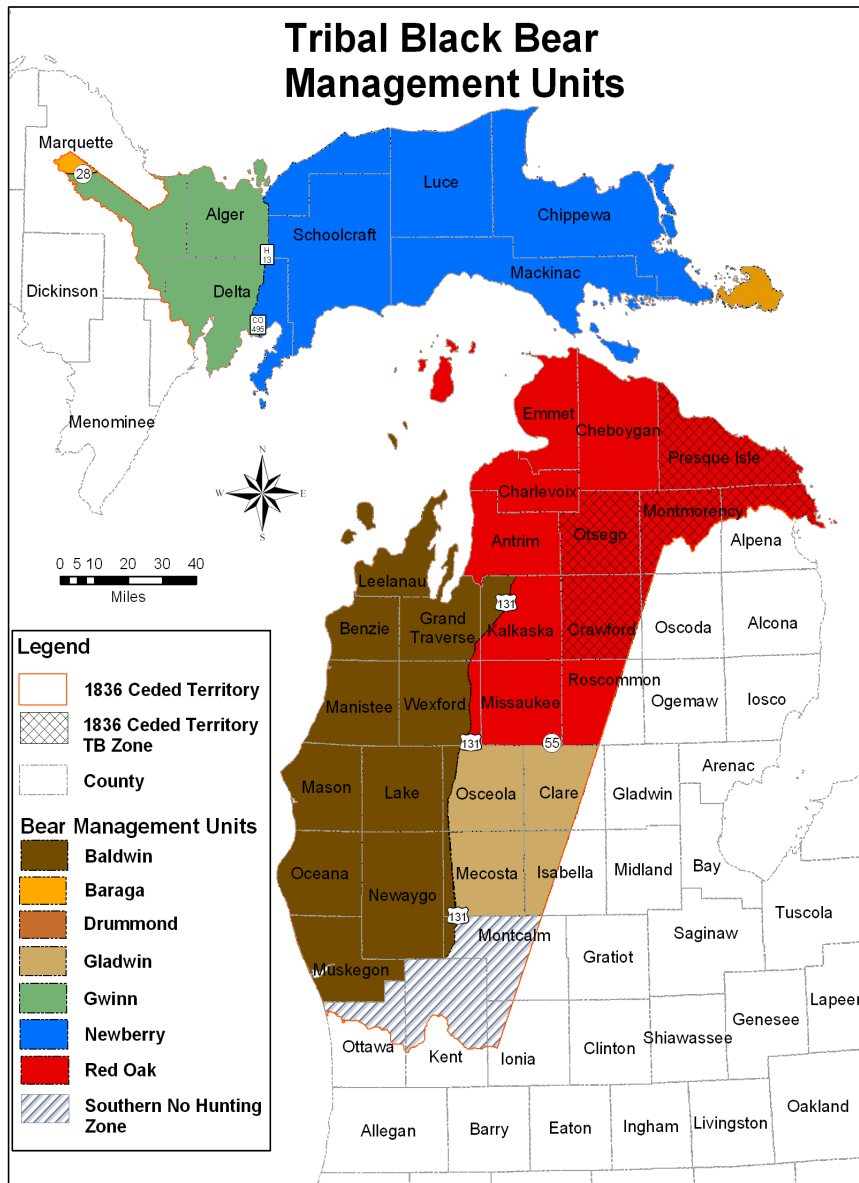 Tribal Black Bear
Management Units
Marquette
28
Alger
Luce
Schoolcraft
Chippewa
H
13
Mackinac
Dickinson
Delta
CO
495
Menominee
Emmet
Cheboygan
Presque Isle
N
W E
S
Charlevoix
Montmorency
Antrim
Otsego
Alpena
0 5 10 20 30 40
Miles
Leelanau
131
Benzie
Grand
Traverse
Kalkaska
Crawford
Oscoda
Alcona
Roscommon
Manistee
Wexford
Missaukee
Ogemaw
Iosco
131
55
Arenac
Mason
Lake
Osceola
Clare
Gladwin
Oceana
Newaygo
Mecosta
Isabella
Midland
Bay
131
Tuscola
Montcalm
Saginaw
Gratiot
Muskegon
Lapeer
Genesee
Shiawassee
Ottawa
Kent
Ionia
Clinton
Oakland
Allegan
Barry
Eaton
Ingham
Livingston
Legend
1836 Ceded Territory
1836 Ceded Territory
TB Zone
County
Bear Management Units
Baldwin
Baraga
Drummond
Gladwin
Gwinn
Newberry
Red Oak
Southern No Hunting
Zone